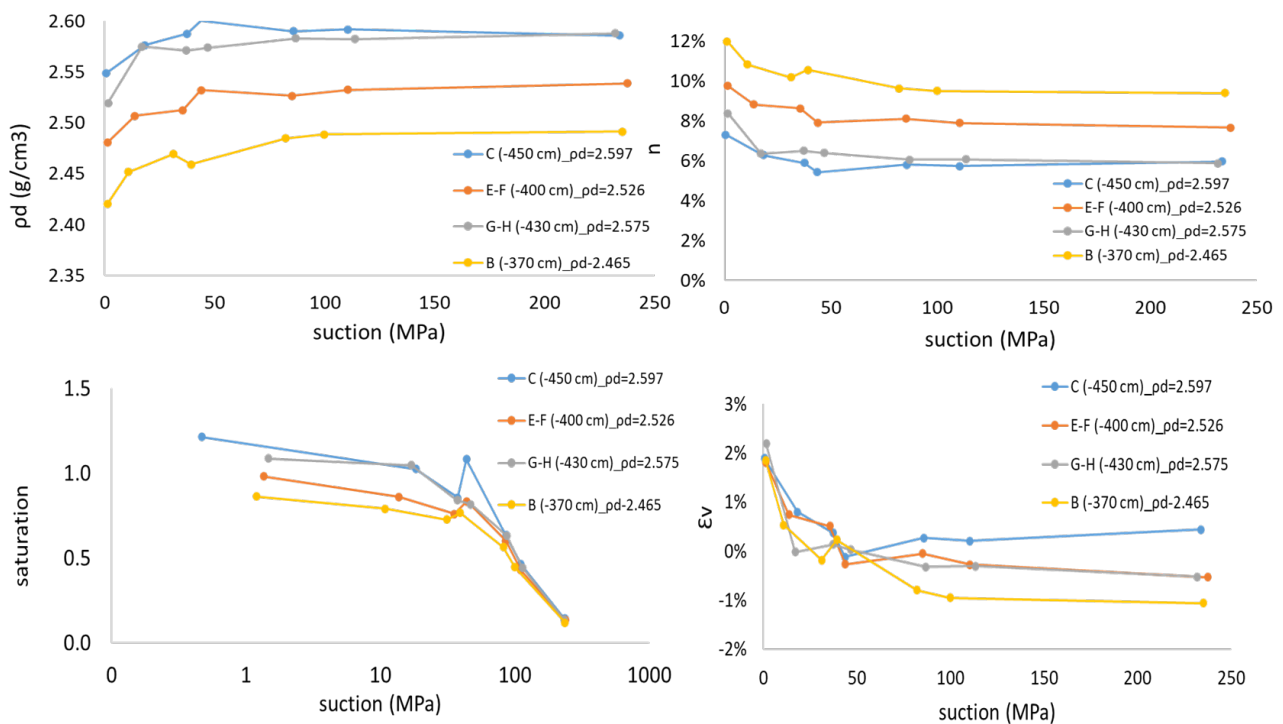 2.60
2.55
2.50
2.45
2.40
2.35
ρd (g/cm3)
0 50 100 150 200 250
suction (MPa)
C (-450 cm)_ρd=2.597
E-F (-400 cm)_ρd=2.526
G-H (-430 cm)_ρd=2.575
B (-370 cm)_ρd-2.465
12%
10%
8%
6%
4%
2%
0%
n
0 50 100 150 200 250
suction (MPa)
C (-450 cm)_ρd=2.597
E-F (-400 cm)_ρd=2.526
G-H (-430 cm)_ρd=2.575
B (-370 cm)_ρd-2.465
1.5
1.0
0.5
0.0
saturation
0 1 10 100 1000
suction (MPa)
C (-450 cm)_ρd=2.597
E-F (-400 cm)_ρd=2.526
G-H (-430 cm)_ρd=2.575
B (-370 cm)_ρd-2.465
3%
2%
1%
0%
-1%
-2%
εv
0 50 100 150 200 250
suction (MPa)
C (-450 cm)_ρd=2.597
E-F (-400 cm)_ρd=2.526
G-H (-430 cm)_ρd=2.575
B (-370 cm)_ρd-2.465